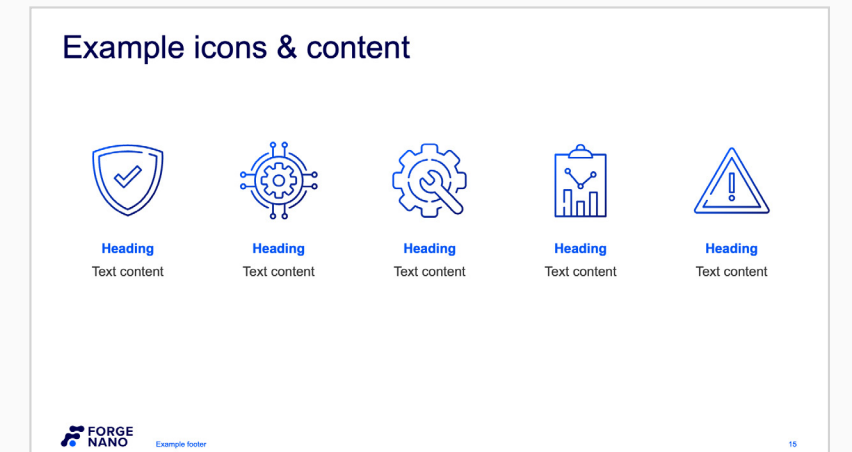 Example icons & content
Heading
Text content
Heading
Text content
Heading
Text content
Heading
Text content
Heading
Text content
FORGE
NANO
Example footer
15